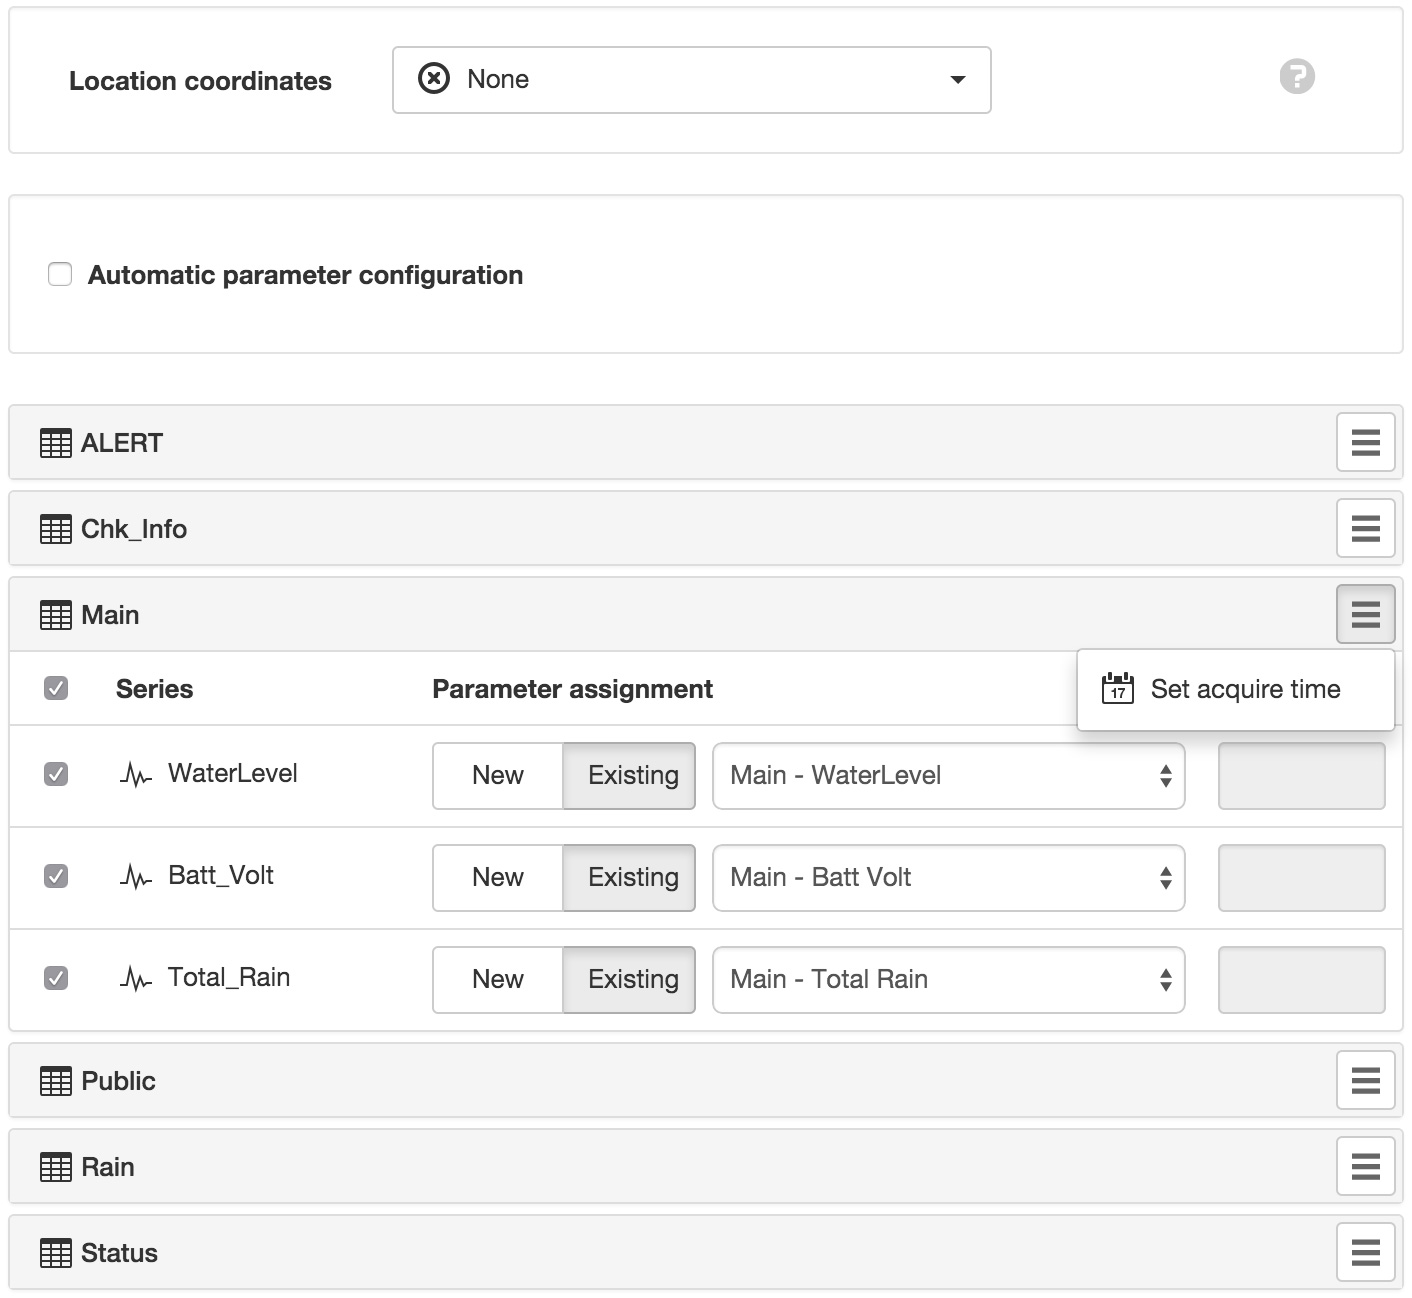 Location coordinates None ?
Automatic parameter configuration
ALERT
Chk_Info
Main
Series Parameter assignment 17 Set acquire time
WaterLevel New Existing Main - WaterLevel
Batt_Volt New Existing Main - Batt Volt
Total_Rain New Existing Main - Total Rain
Public
Rain
Status